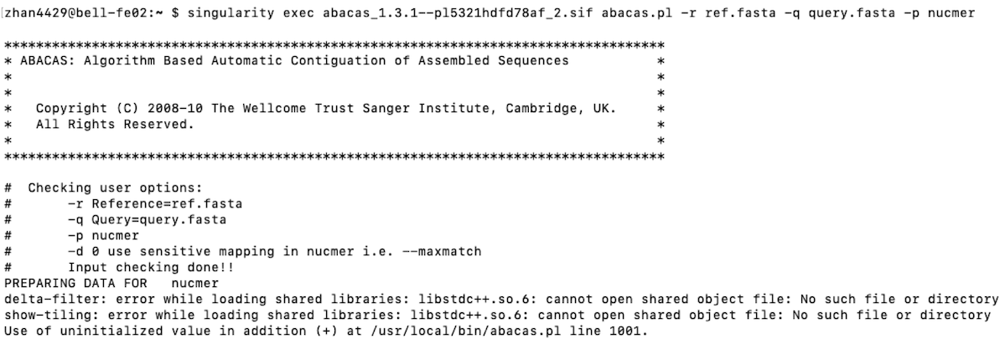 [zhan4429@bell-fe02:~ $ singularity exec abacas_1.3.1--pl5321hdfd78af_2.sif abacas.pl -r ref.fasta -q query.fasta -p nucmer
***********************************************************************************
* ABACAS: Algorithm Based Automatic Contiguation of Assembled Sequences           *
*                                                                                 *
*                                                                                 *
*   Copyright (C) 2008-10 The Wellcome Trust Sanger Institute, Cambridge, UK.     *
*   All Rights Reserved.                                                          *
*                                                                                 *
***********************************************************************************
#  Checking user options:
#       -r Reference=ref.fasta
#       -q Query=query.fasta
#       -p nucmer
#       -d 0 use sensitive mapping in nucmer i.e. --maxmatch
#       Input checking done!!
PREPARING DATA FOR   nucmer
delta-filter: error while loading shared libraries: libstdc++.so.6: cannot open shared object file: No such file or directory
show-tiling: error while loading shared libraries: libstdc++.so.6: cannot open shared object file: No such file or directory
Use of uninitialized value in addition (+) at /usr/local/bin/abacas.pl line 1001.